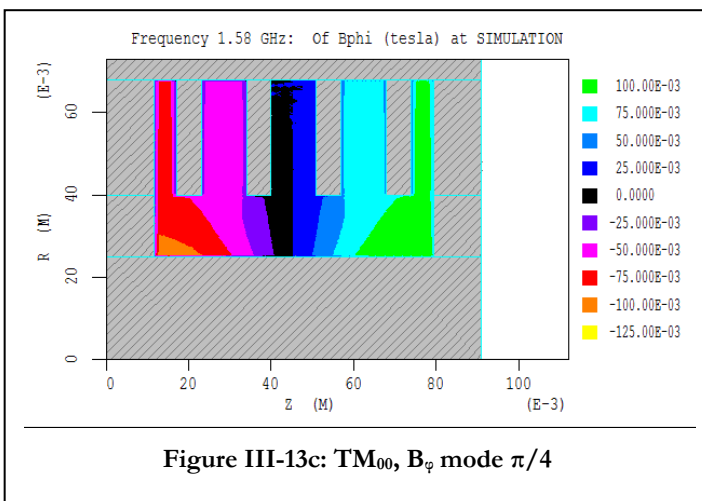 Frequency 1.58 GHz: Of Bphi (tesla) at SIMULATION
(E-3)
60
40
20
0
R (M)
0 20 40 60 80 100
Z (M) (E-3)
100.00E-03
75.000E-03
50.000E-03
25.000E-03
0.0000
-25.000E-03
-50.000E-03
-75.000E-03
-100.00E-03
-125.00E-03
Figure III-13c: TM₀₀, Bᵩ mode π/4